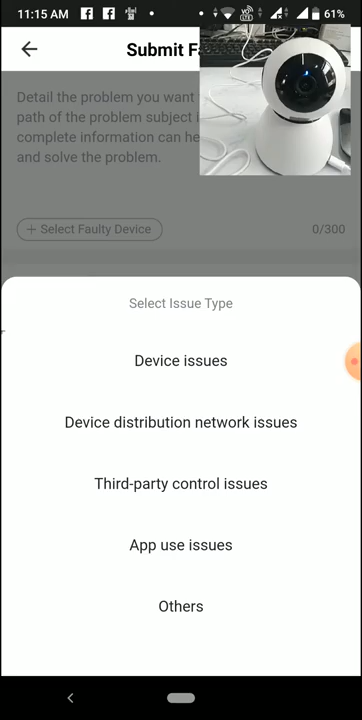 11:15 AM
61%
Submit F
Detail the problem you want
path of the problem subject i
complete information can he
and solve the problem.
+ Select Faulty Device
0/300
Select Issue Type
Device issues
Device distribution network issues
Third-party control issues
App use issues
Others